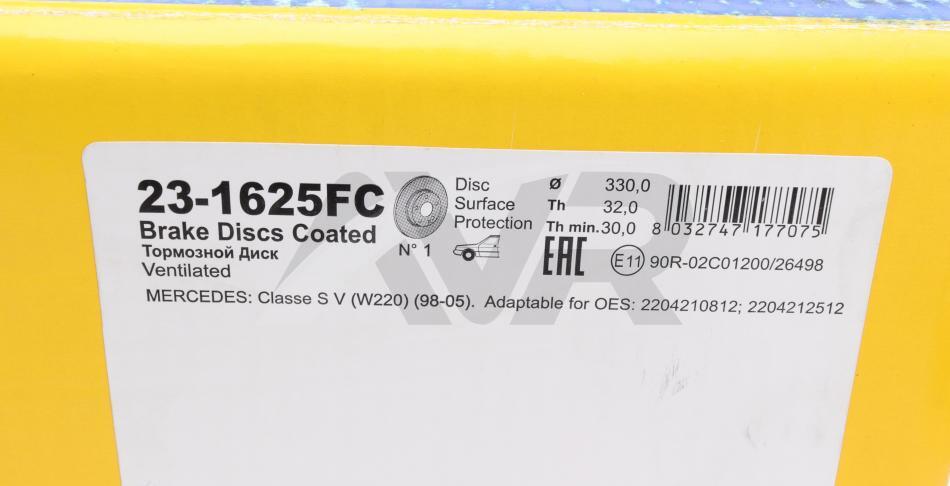 23-1625FC
Brake Discs Coated
Тормозной Диск
Ventilated
N° 1
Disc
Surface
Protection
Ø 330,0
Th 32,0
Th min. 30,0
8 032747 177075
EAC
E11 90R-02C01200/26498
MERCEDES: Classe S V (W220) (98-05). Adaptable for OES: 2204210812; 2204212512
AVR